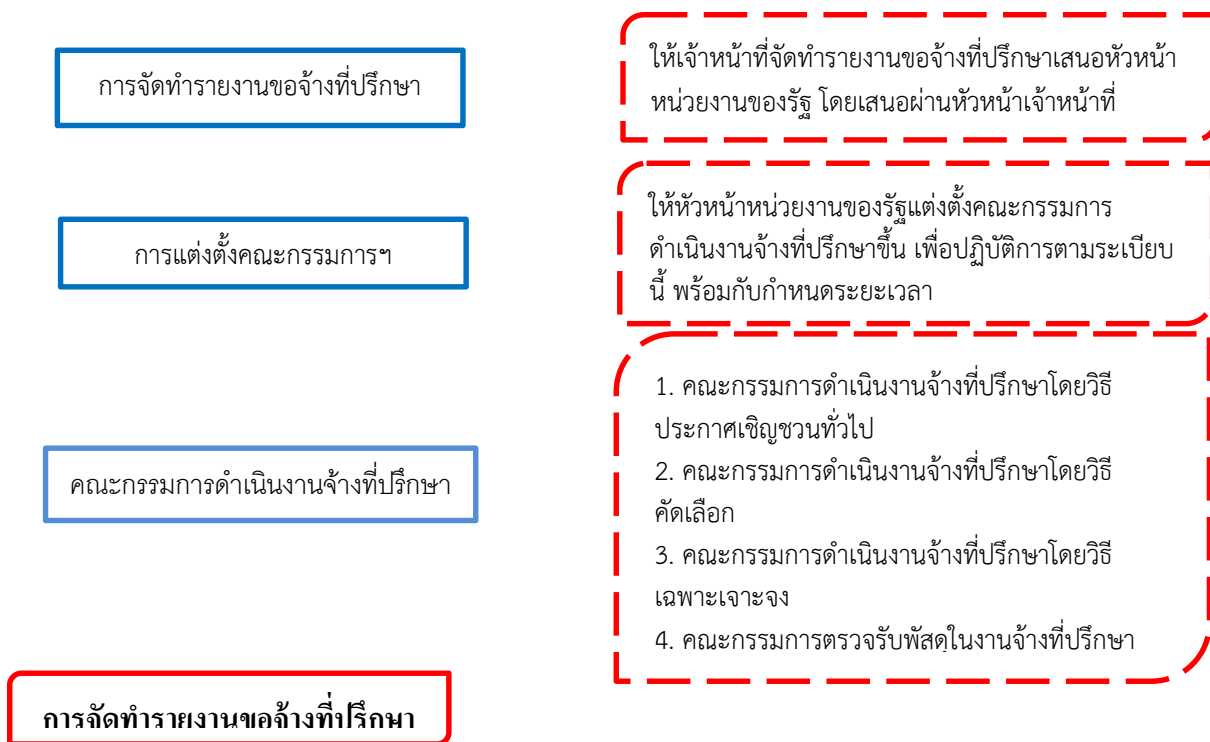 การจัดทำรายงานขอจ้างที่ปรึกษา
ให้เจ้าหน้าที่จัดทำรายงานขอจ้างที่ปรึกษาเสนอหัวหน้า
หน่วยงานของรัฐ โดยเสนอผ่านหัวหน้าเจ้าหน้าที่
การแต่งตั้งคณะกรรมการฯ
ให้หัวหน้าหน่วยงานของรัฐแต่งตั้งคณะกรรมการ
ดำเนินงานจ้างที่ปรึกษาขึ้น เพื่อปฏิบัติการตามระเบียบ
นี้ พร้อมกับกำหนดระยะเวลา
คณะกรรมการดำเนินงานจ้างที่ปรึกษา
1. คณะกรรมการดำเนินงานจ้างที่ปรึกษาโดยวิธี
ประกาศเชิญชวนทั่วไป
2. คณะกรรมการดำเนินงานจ้างที่ปรึกษาโดยวิธี
คัดเลือก
3. คณะกรรมการดำเนินงานจ้างที่ปรึกษาโดยวิธี
เฉพาะเจาะจง
4. คณะกรรมการตรวจรับพัสดุในงานจ้างที่ปรึกษา
การจัดทำรายงานขอจ้างที่ปรึกษา